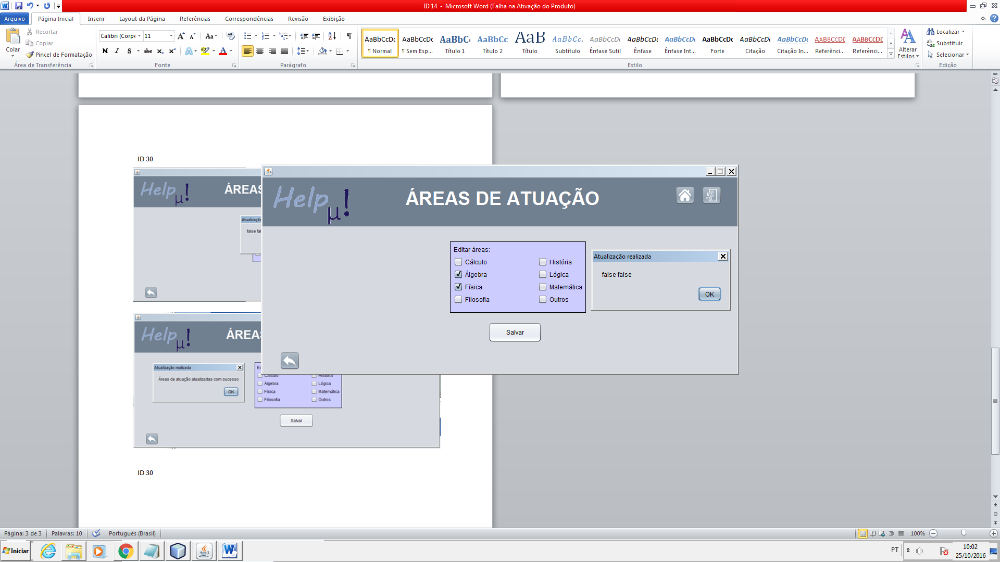 ID 14 - Microsoft Word (Falha na Ativação do Produto)
Arquivo Página Inicial Inserir Layout da Página Referências Correspondências Revisão Exibição
Colar
Recortar
Copiar
Pincel de Formatação
Área de Transferência
Calibri (Corpo 11
Fonte
Parágrafo
AaBbCcDc AaBbCcDc AaBbC AaBbCc AaB AaBbCc. AaBbCcDc AaBbCcDc AaBbCcDc AaBbCcDc AaBbCcDc AaBbCcDc AABBCCDE AABBCCDE
¶ Normal ¶ Sem Esp... Título 1 Título 2 Título Subtítulo Ênfase Sutil Ênfase Ênfase Int... Forte Citação Citação In... Referênci... Referênci...
Estilo
Alterar Estilos
Localizar
Substituir
Selecionar
Edição
ID 30
Help µ!
ÁREAS
Atualização
false fal
Help µ!
ÁREAS DE ATUAÇÃO
Editar áreas:
Cálculo História
Álgebra Lógica
Física Matemática
Filosofia Outros
Salvar
Atualização realizada
false false
OK
Help µ!
ÁREAS
Atualização realizada
Áreas de atuação atualizadas com sucesso
OK
Cálculo História
Álgebra Lógica
Física Matemática
Filosofia Outros
Salvar
ID 30
Página: 3 de 3 Palavras: 10 Português (Brasil) 100%
Iniciar PT 10:02
25/10/2016